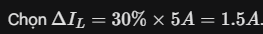 Chọn ΔI_L = 30% × 5A = 1.5A.